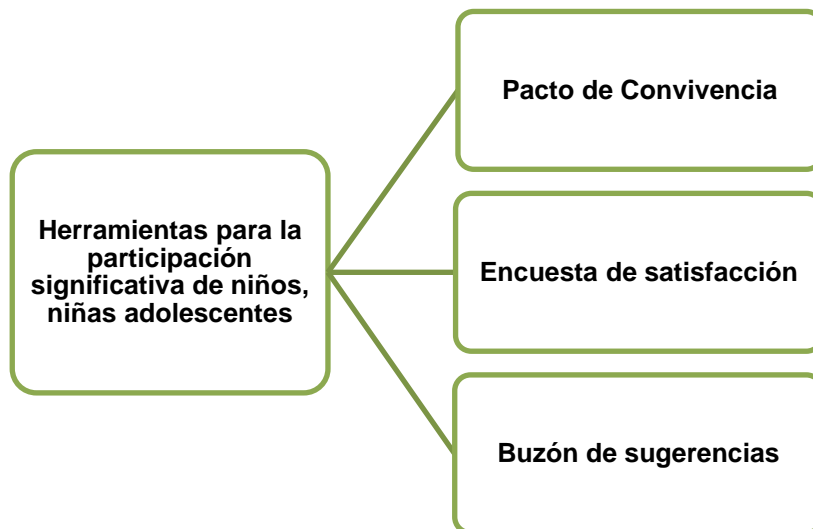 Herramientas para la
participación
significativa de niños,
niñas adolescentes
Pacto de Convivencia
Encuesta de satisfacción
Buzón de sugerencias